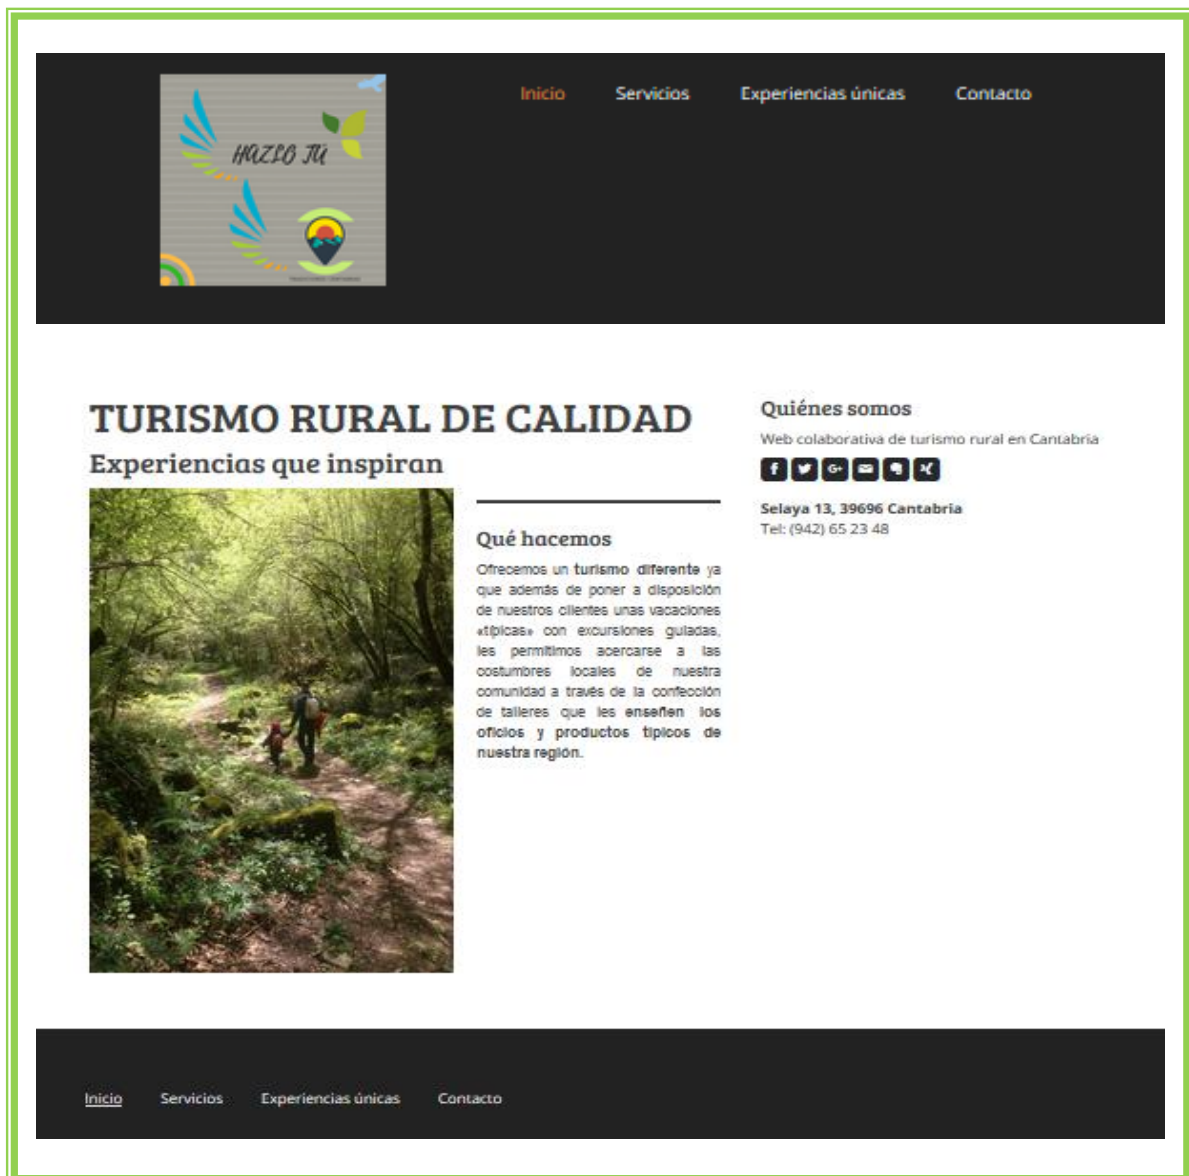 HAZLO TÚ
Inicio
Servicios
Experiencias únicas
Contacto
TURISMO RURAL DE CALIDAD
Experiencias que inspiran
Qué hacemos
Ofrecemos un turismo diferente ya
que además de poner a disposición
de nuestros clientes unas vacaciones
«típicas» con excursiones guiadas,
les permitimos acercarse a las
costumbres locales de nuestra
comunidad a través de la confección
de talleres que les enseñen los
oficios y productos típicos de
nuestra región.
Quiénes somos
Web colaborativa de turismo rural en Cantabria
Selaya 13, 39696 Cantabria
Tel: (942) 65 23 48
Inicio
Servicios
Experiencias únicas
Contacto